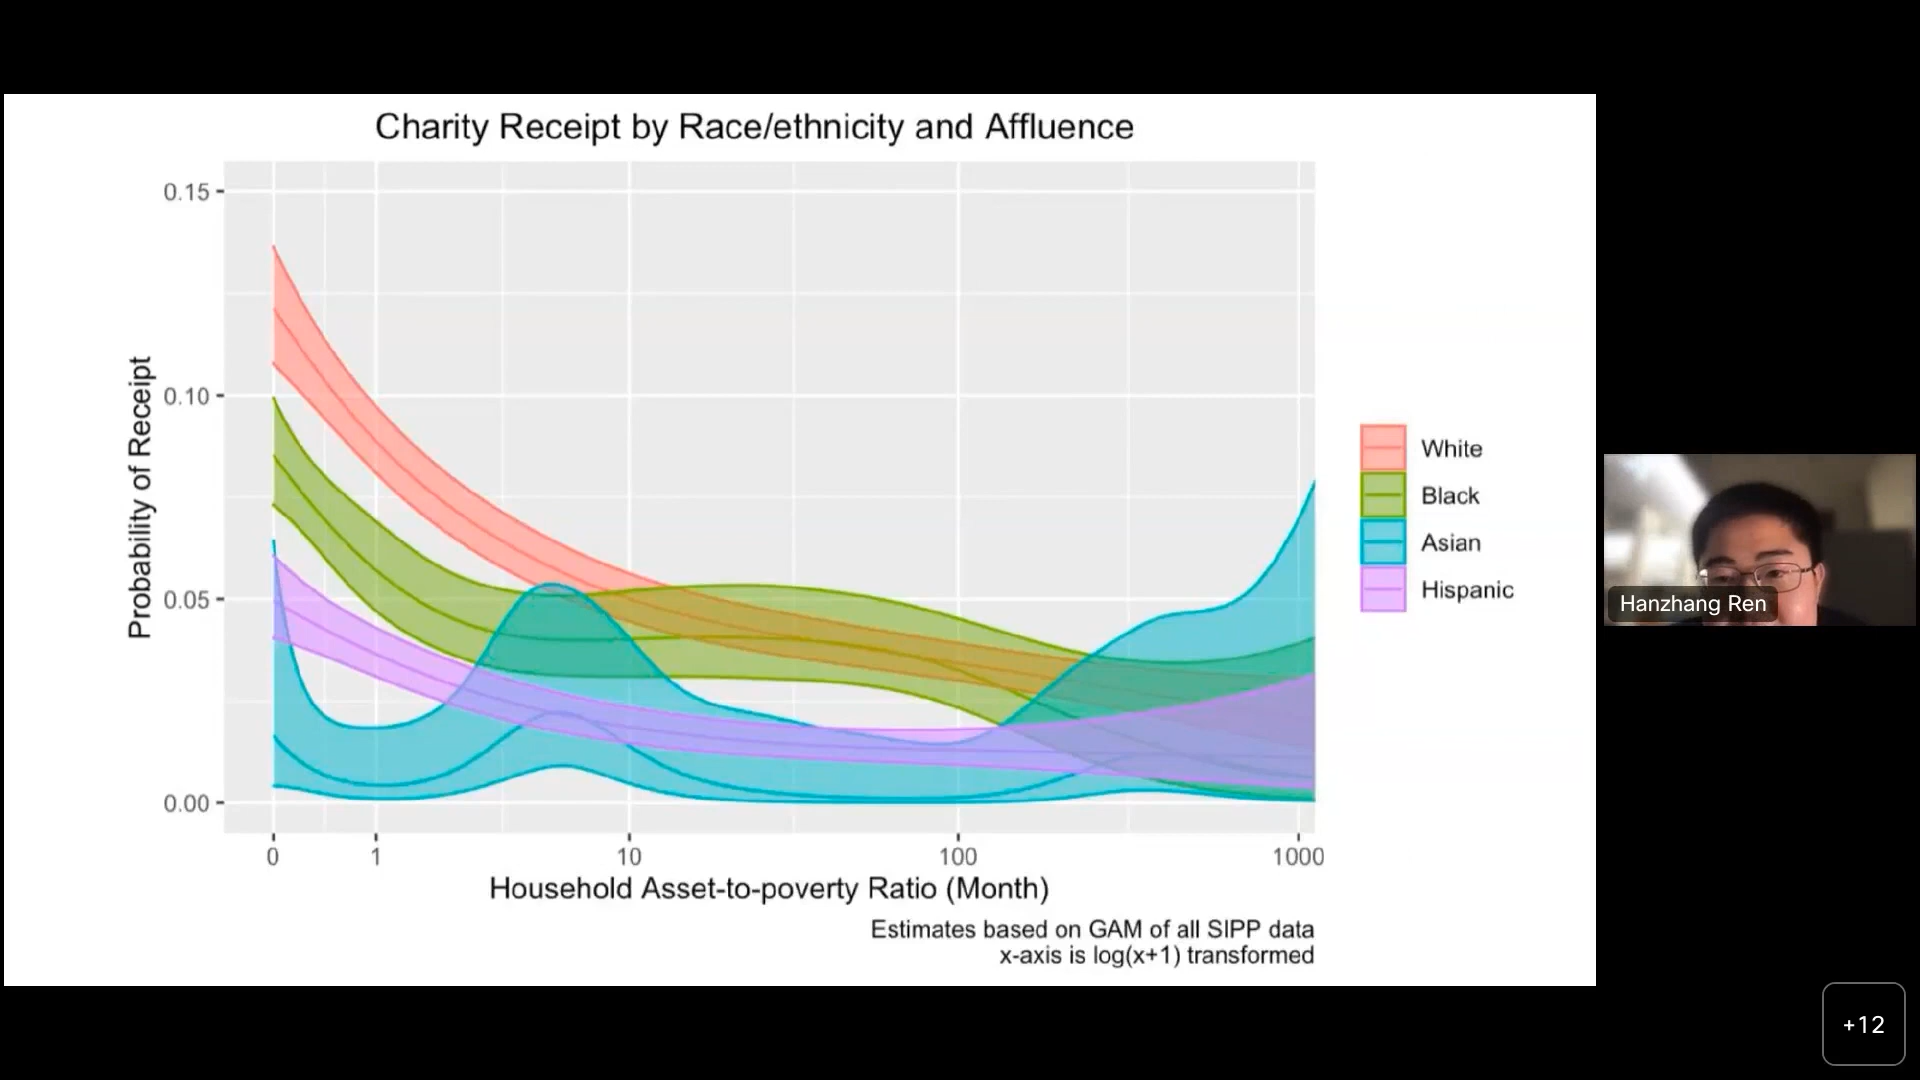 Charity Receipt by Race/ethnicity and Affluence
0.15
0.10
0.05
0.00
Probability of Receipt
0
1
10
100
1000
Household Asset-to-poverty Ratio (Month)
Estimates based on GAM of all SIPP data
x-axis is log(x+1) transformed
White
Black
Asian
Hispanic
Hanzhang Ren
+12